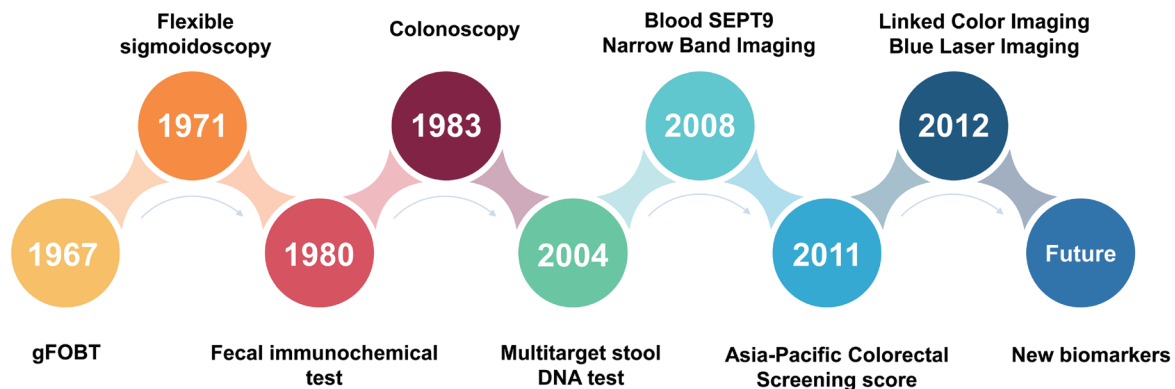 Flexible
sigmoidoscopy
Colonoscopy
Blood SEPT9
Narrow Band Imaging
Linked Color Imaging
Blue Laser Imaging
1971
1983
2008
2012
1967
1980
2004
2011
Future
gFOBT
Fecal immunochemical
test
Multitarget stool
DNA test
Asia-Pacific Colorectal
Screening score
New biomarkers